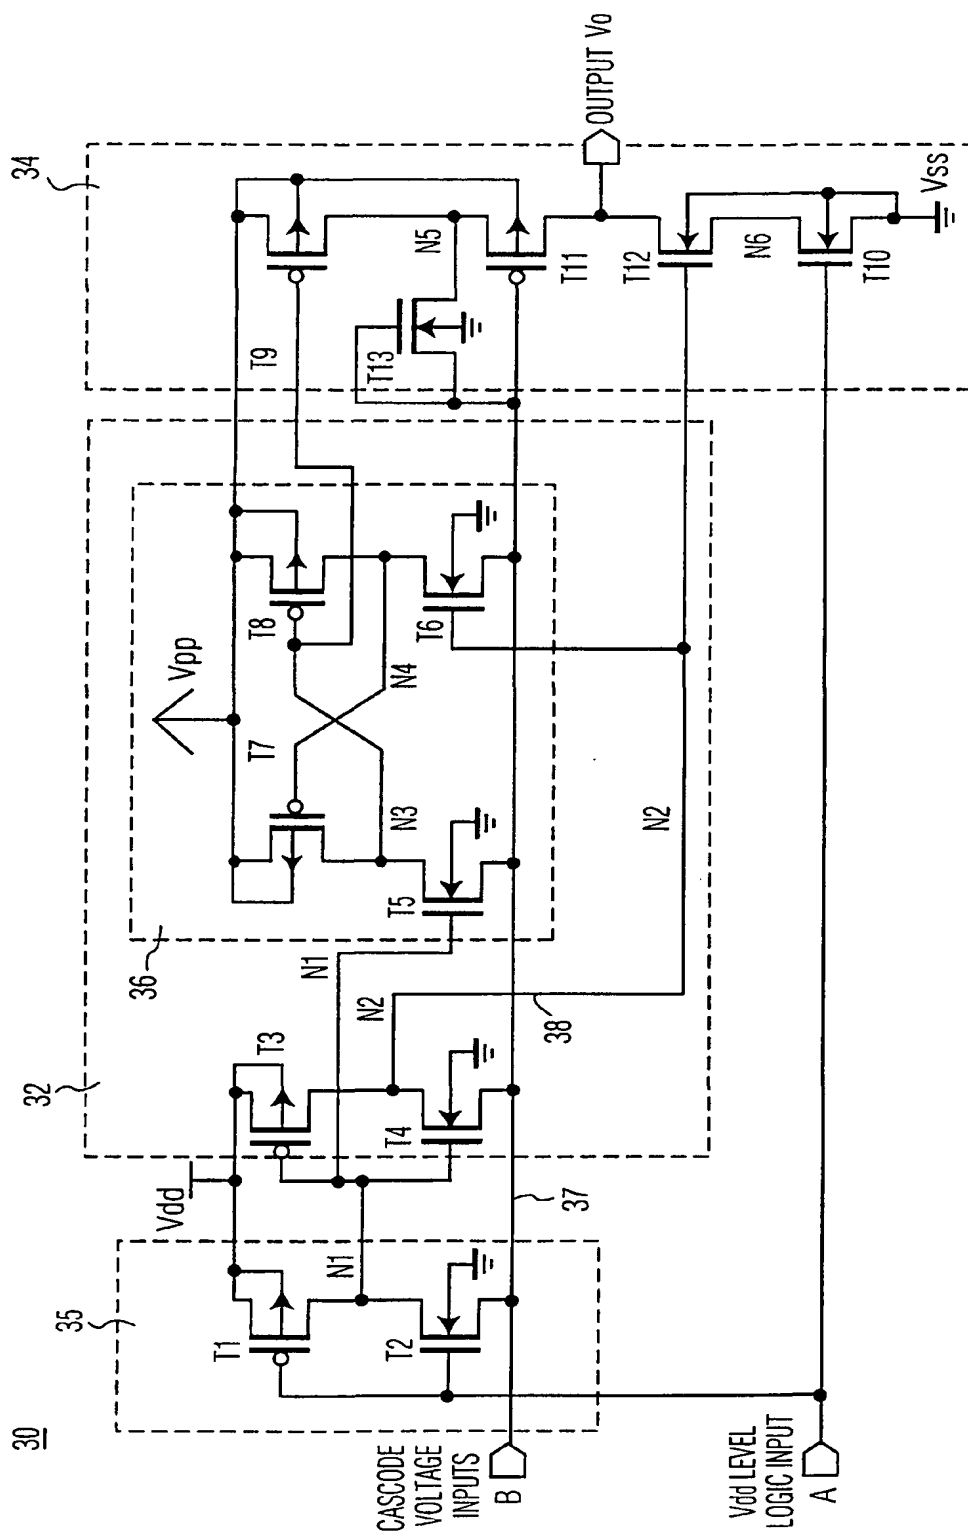 30
35
32
36
34
Vdd
Vpp
T1
T2
T3
T4
T5
T6
T7
T8
T9
T10
T11
T12
T13
N1
N1
N2
N2
N3
N4
N5
N6
37
38
CASCODE
VOLTAGE
INPUTS
B
Vdd LEVEL
LOGIC INPUT
A
OUTPUT Vo
Vss